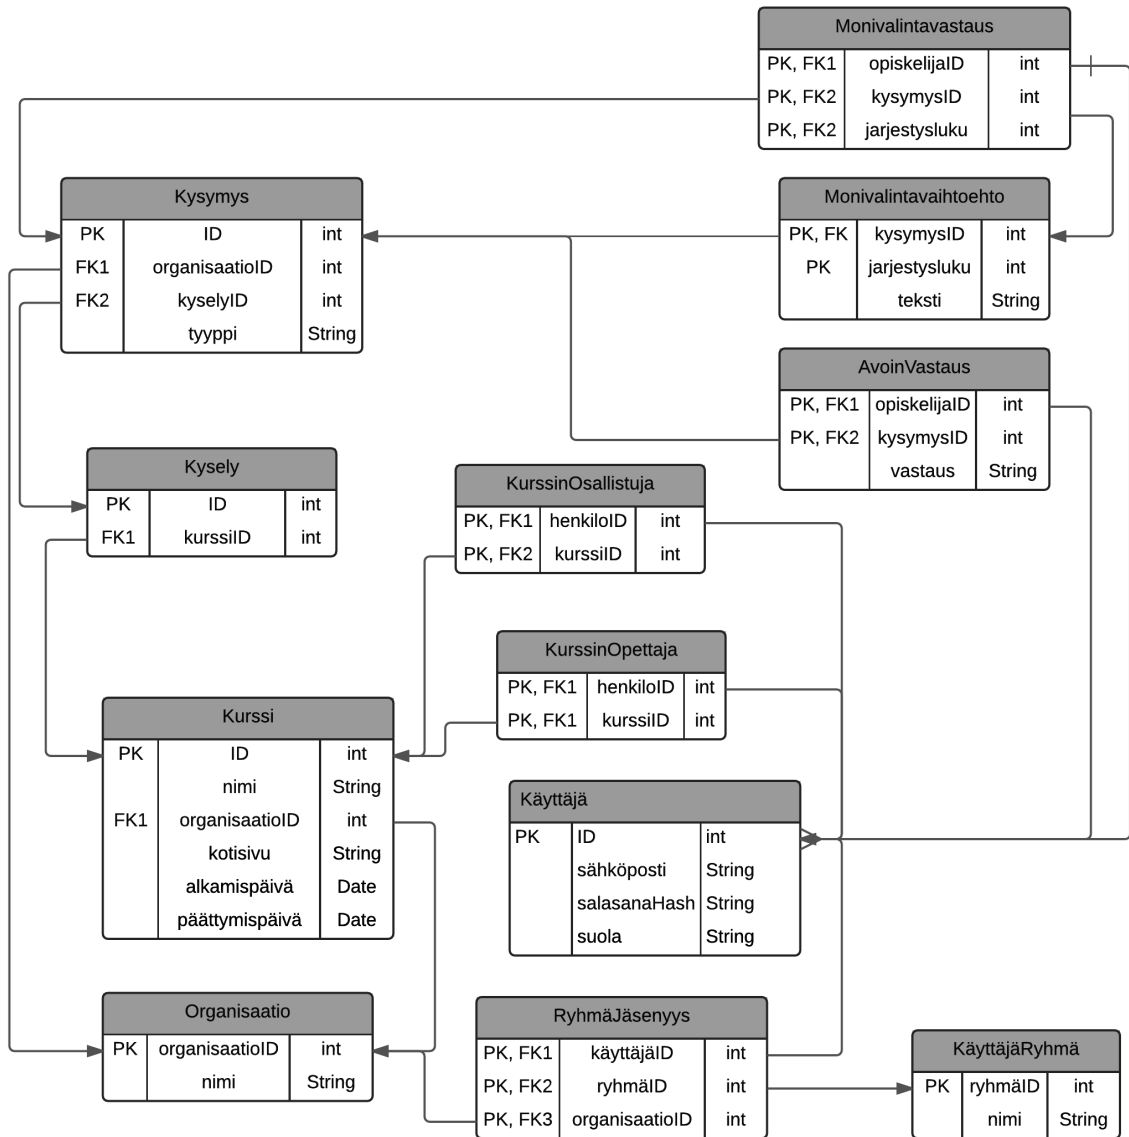 Monivalintavastaus
PK, FK1 opiskelijaID int
PK, FK2 kysymysID int
PK, FK2 jarjestysluku int
Kysymys
PK ID int
FK1 organisaatioID int
FK2 kyselyID int
tyyppi String
Monivalintavaihtoehto
PK, FK kysymysID int
PK jarjestysluku int
teksti String
AvoinVastaus
PK, FK1 opiskelijaID int
PK, FK2 kysymysID int
vastaus String
Kysely
PK ID int
FK1 kurssiID int
KurssinOsallistuja
PK, FK1 henkiloID int
PK, FK2 kurssiID int
KurssinOpettaja
PK, FK1 henkiloID int
PK, FK1 kurssiID int
Kurssi
PK ID int
nimi String
FK1 organisaatioID int
kotisivu String
alkamispäivä Date
päättymispäivä Date
Käyttäjä
PK ID int
sähköposti String
salasanaHash String
suola String
Organisaatio
PK organisaatioID int
nimi String
RyhmäJäsenyys
PK, FK1 käyttäjäID int
PK, FK2 ryhmäID int
PK, FK3 organisaatioID int
KäyttäjäRyhmä
PK ryhmäID int
nimi String